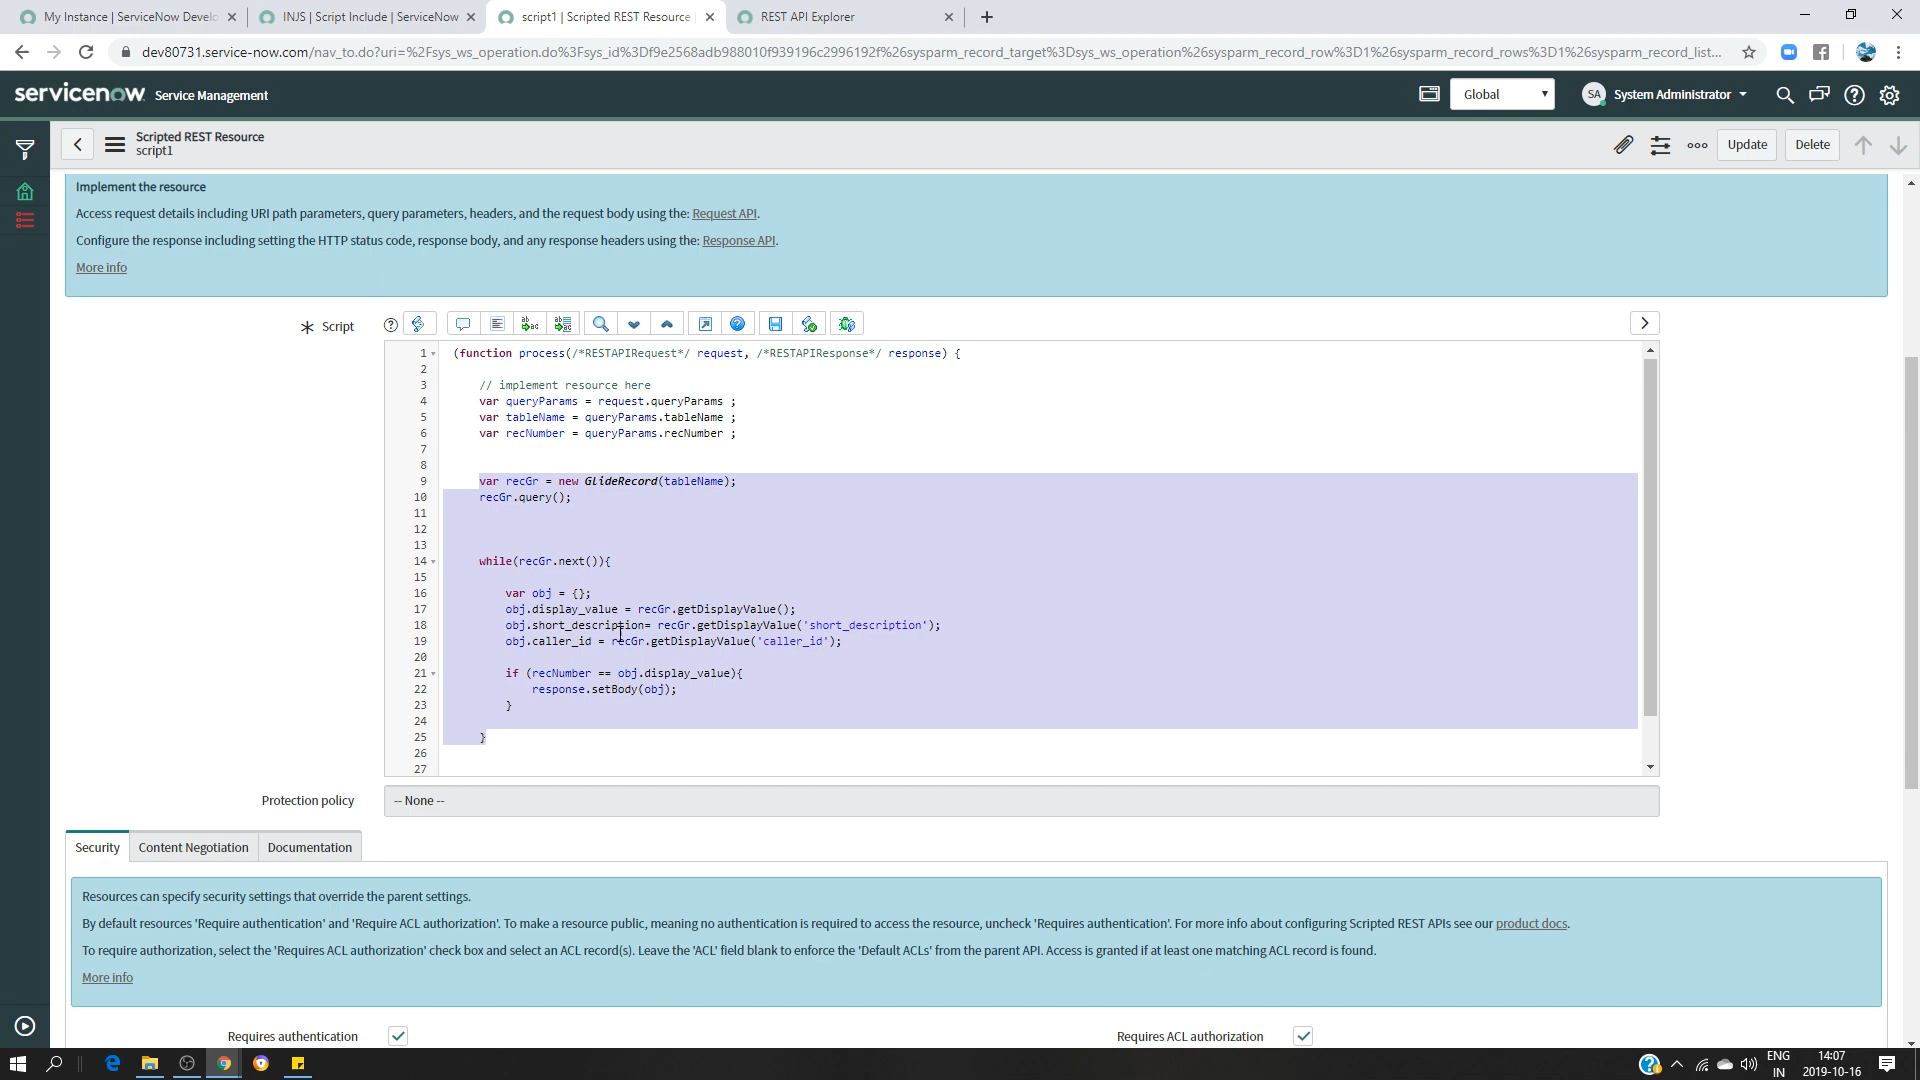 My Instance | ServiceNow Develo
INJS | Script Include | ServiceNow
script1 | Scripted REST Resource
REST API Explorer
dev80731.service-now.com/nav_to.do?uri=%2Fsys_ws_operation.do%3Fsys_id%3Df9e2568adb988010f939196c2996192f%26sysparm_record_target%3Dsys_ws_operation%26sysparm_record_row%3D1%26sysparm_record_rows%3D1%26sysparm_record_list...
servicenow Service Management
Global
SA System Administrator
Scripted REST Resource
script1
Update
Delete
Implement the resource
Access request details including URI path parameters, query parameters, headers, and the request body using the: Request API.
Configure the response including setting the HTTP status code, response body, and any response headers using the: Response API.
More info
Script
1 (function process(/*RESTAPIRequest*/ request, /*RESTAPIResponse*/ response) {
2
3 // implement resource here
4 var queryParams = request.queryParams ;
5 var tableName = queryParams.tableName ;
6 var recNumber = queryParams.recNumber ;
7
8
9 var recGr = new GlideRecord(tableName);
10 recGr.query();
11
12
13
14 while(recGr.next()){
15
16 var obj = {};
17 obj.display_value = recGr.getDisplayValue();
18 obj.short_description= recGr.getDisplayValue('short_description');
19 obj.caller_id = recGr.getDisplayValue('caller_id');
20
21 if (recNumber == obj.display_value){
22 response.setBody(obj);
23 }
24
25 }
26
27
Protection policy
-- None --
Security
Content Negotiation
Documentation
Resources can specify security settings that override the parent settings.
By default resources 'Require authentication' and 'Require ACL authorization'. To make a resource public, meaning no authentication is required to access the resource, uncheck 'Requires authentication'. For more info about configuring Scripted REST APIs see our product docs.
To require authorization, select the 'Requires ACL authorization' check box and select an ACL record(s). Leave the 'ACL' field blank to enforce the 'Default ACLs' from the parent API. Access is granted if at least one matching ACL record is found.
More info
Requires authentication
Requires ACL authorization
ENG
IN
14:07
2019-10-16